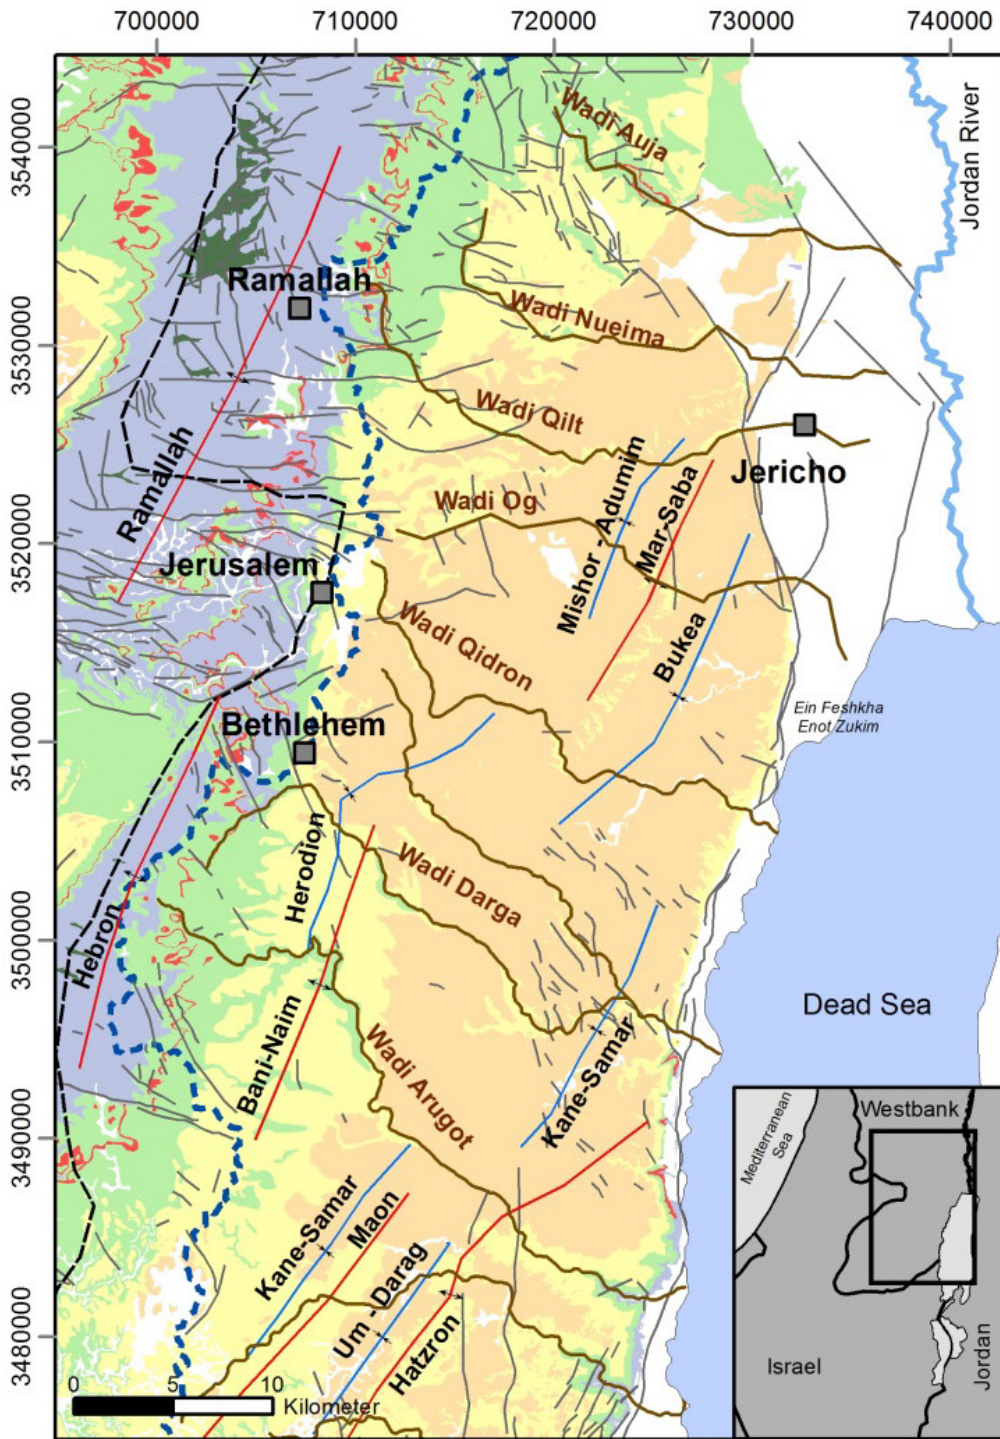 700000 710000 720000 730000 740000
3540000
3530000
3520000
3510000
3500000
3490000
3480000
Wadi Auja
Jordan River
Ramallah
Wadi Nueima
Wadi Qilt
Jericho
Ramallah
Wadi Og
Mishor - Adumim
Mar-Saba
Jerusalem
Wadi Qidron
Bukea
Ein Feshkha
Enot Zukim
Bethlehem
Herodion
Wadi Darga
Hebron
Dead Sea
Bani-Naim
Wadi Arugot
Kane-Samar
Kane-Samar
Maon
Um - Darag
Hatzron
0 5 10
Kilometer
Westbank
Mediterranean
Sea
Israel
Jordan